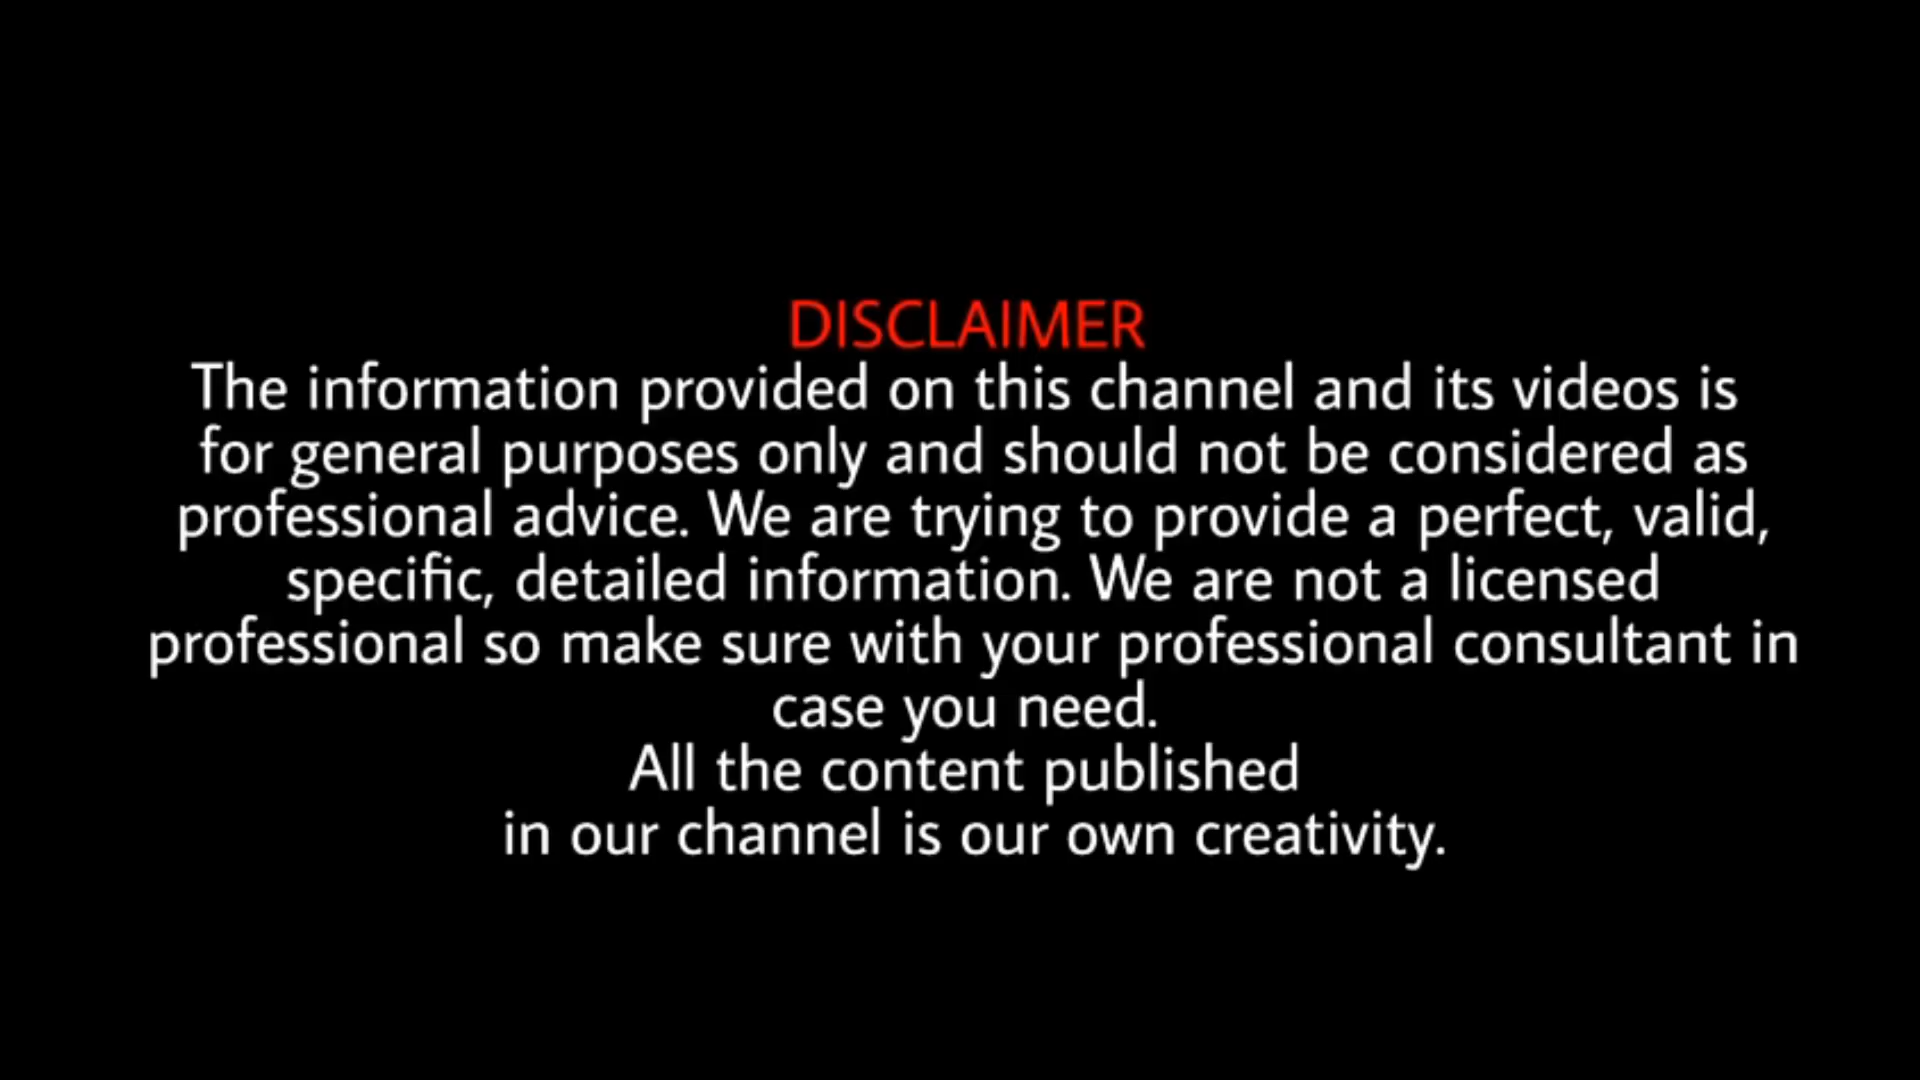 DISCLAIMER
The information provided on this channel and its videos is
for general purposes only and should not be considered as
professional advice. We are trying to provide a perfect, valid,
specific, detailed information. We are not a licensed
professional so make sure with your professional consultant in
case you need.
All the content published
in our channel is our own creativity.